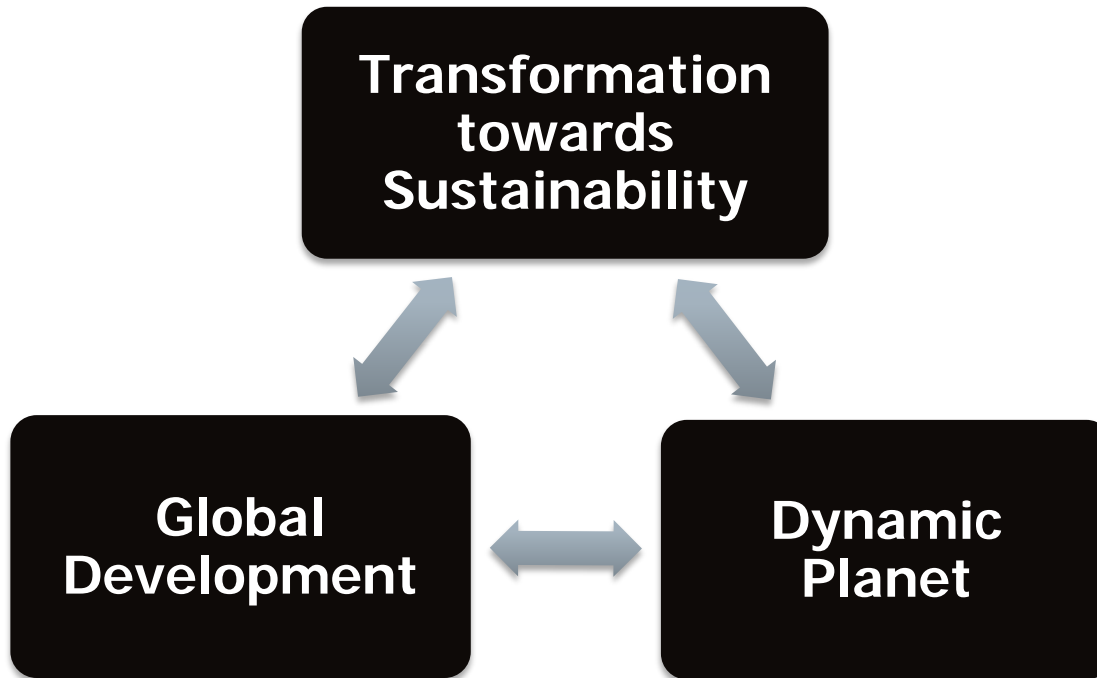 Transformation
towards
Sustainability
Global
Development
Dynamic
Planet